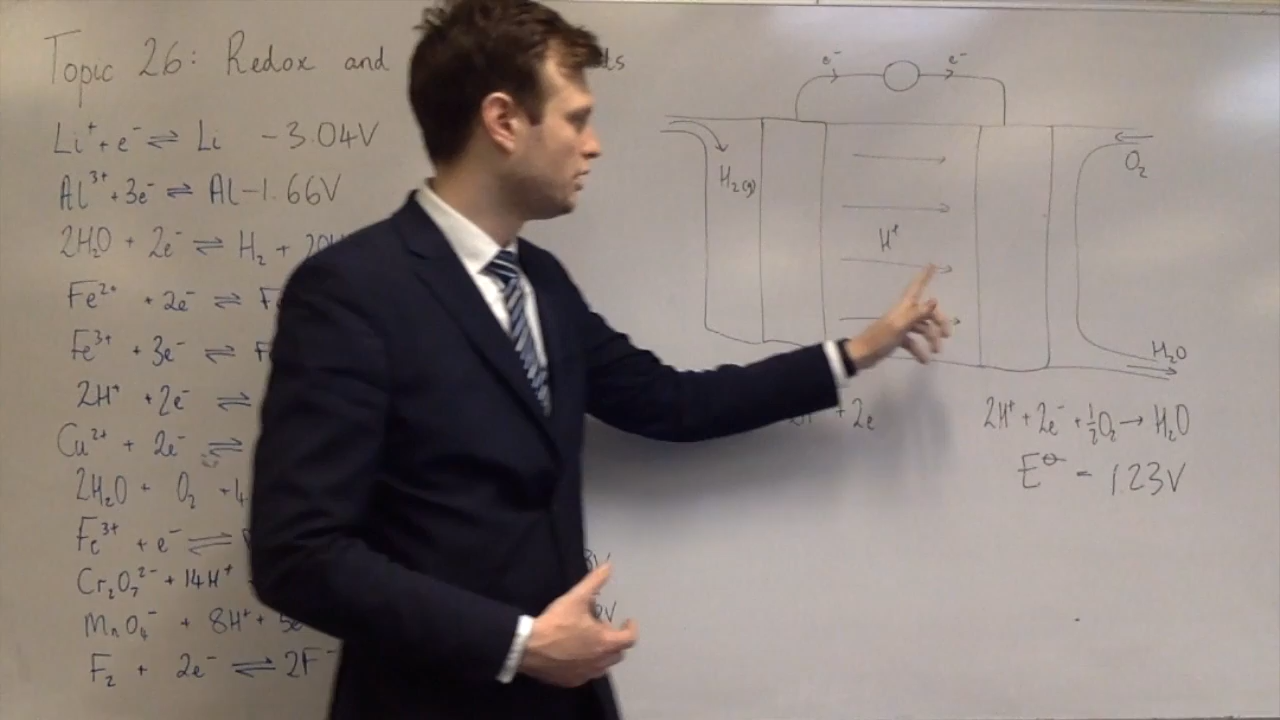 Topic 26: Redox and
Li⁺ + e⁻ ⇌ Li -3.04V
Al³⁺ + 3e⁻ ⇌ Al -1.66V
2H₂O + 2e⁻ ⇌ H₂ +
Fe²⁺ + 2e⁻ ⇌
Fe³⁺ + 3e⁻ ⇌
2H⁺ + 2e⁻ ⇌
Cu²⁺ + 2e⁻ ⇌
2H₂O + O₂ +
Fe³⁺ + e⁻ ⇌
Cr₂O₇²⁻ + 14H⁺
MnO₄⁻ + 8H⁺ +
F₂ + 2e⁻ ⇌ 2F⁻
e⁻ e⁻
H₂(g)
O₂
H⁺
H₂O
+ 2e
2H⁺ + 2e⁻ + ½O₂ → H₂O
E⦵ = 1.23V